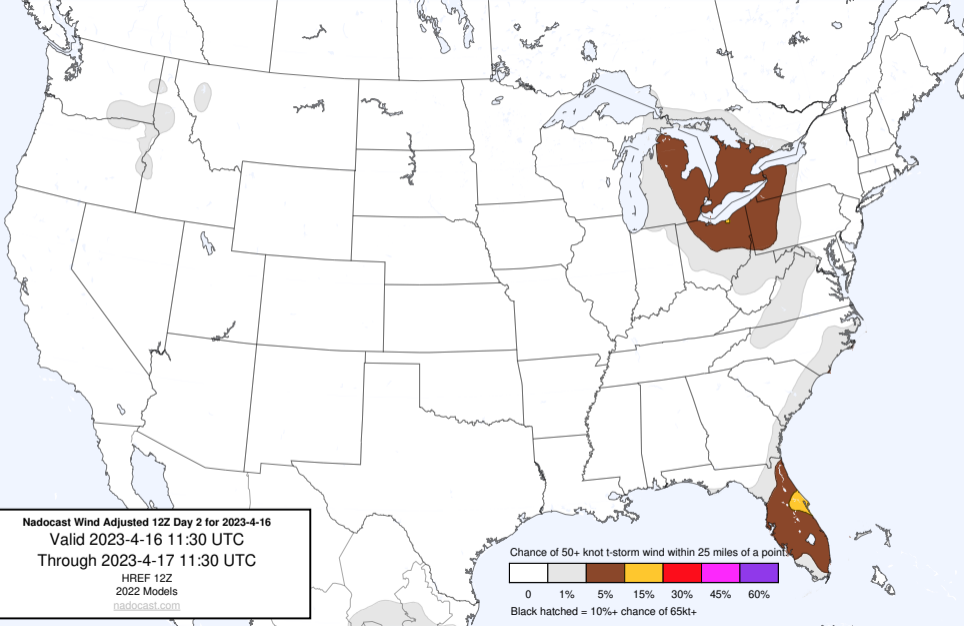 Nadocast Wind Adjusted 12Z Day 2 for 2023-4-16
Valid 2023-4-16 11:30 UTC
Through 2023-4-17 11:30 UTC
HREF 12Z
2022 Models
nadocast.com
Chance of 50+ knot t-storm wind within 25 miles of a point.
0 1% 5% 15% 30% 45% 60%
Black hatched = 10%+ chance of 65kt+